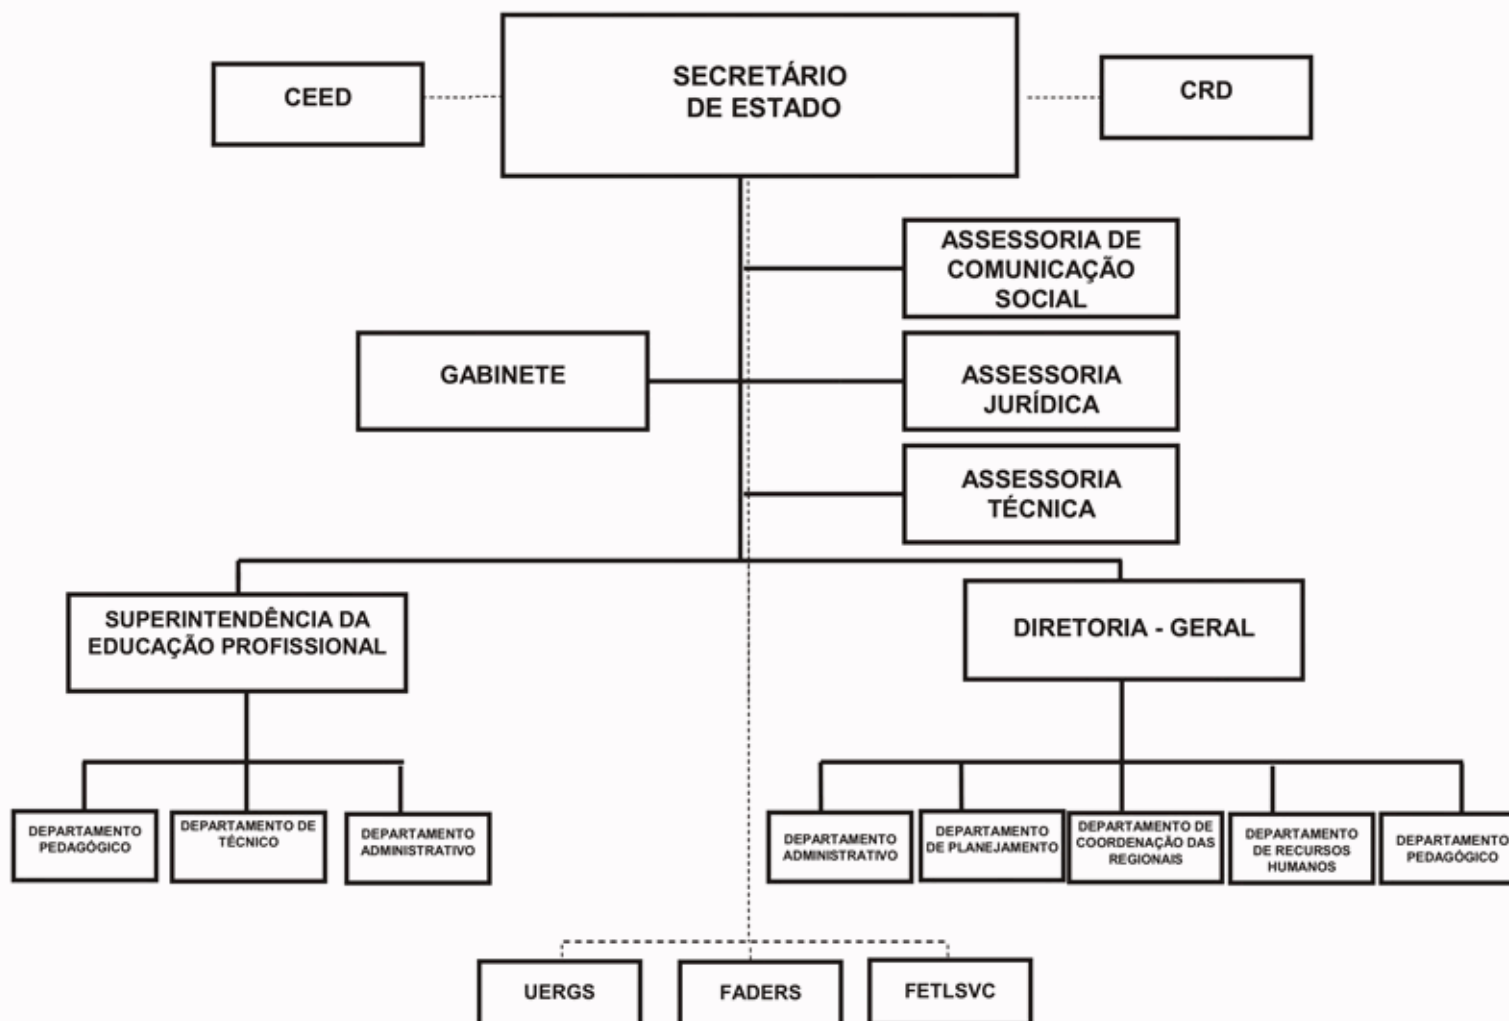 CEED
SECRETÁRIO
DE ESTADO
CRD
ASSESSORIA DE
COMUNICAÇÃO
SOCIAL
GABINETE
ASSESSORIA
JURÍDICA
ASSESSORIA
TÉCNICA
SUPERINTENDÊNCIA DA
EDUCAÇÃO PROFISSIONAL
DIRETORIA - GERAL
DEPARTAMENTO
PEDAGÓGICO
DEPARTAMENTO DE
TÉCNICO
DEPARTAMENTO
ADMINISTRATIVO
DEPARTAMENTO
ADMINISTRATIVO
DEPARTAMENTO
DE PLANEJAMENTO
DEPARTAMENTO DE
COORDENAÇÃO DAS
REGIONAIS
DEPARTAMENTO
DE RECURSOS
HUMANOS
DEPARTAMENTO
PEDAGÓGICO
UERGS
FADERS
FETLSVC